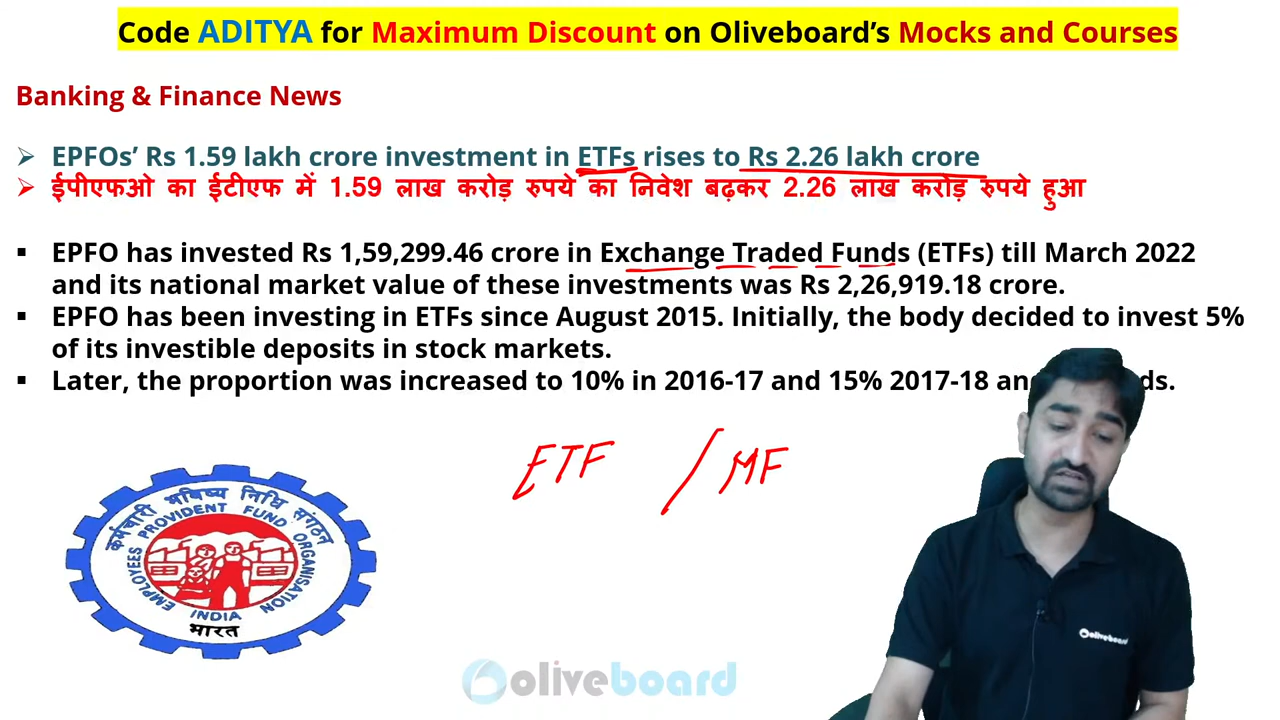 Code ADITYA for Maximum Discount on Oliveboard’s Mocks and Courses
Banking & Finance News
➢ EPFOs’ Rs 1.59 lakh crore investment in ETFs rises to Rs 2.26 lakh crore
➢ ईपीएफओ का ईटीएफ में 1.59 लाख करोड़ रुपये का निवेश बढ़कर 2.26 लाख करोड़ रुपये हुआ
▪ EPFO has invested Rs 1,59,299.46 crore in Exchange Traded Funds (ETFs) till March 2022
and its national market value of these investments was Rs 2,26,919.18 crore.
▪ EPFO has been investing in ETFs since August 2015. Initially, the body decided to invest 5%
of its investible deposits in stock markets.
▪ Later, the proportion was increased to 10% in 2016-17 and 15% 2017-18
ETF / MF
कर्मचारी भविष्य निधि संगठन
EMPLOYEES PROVIDENT FUND ORGANISATION
INDIA
भारत
oliveboard
oliveboard